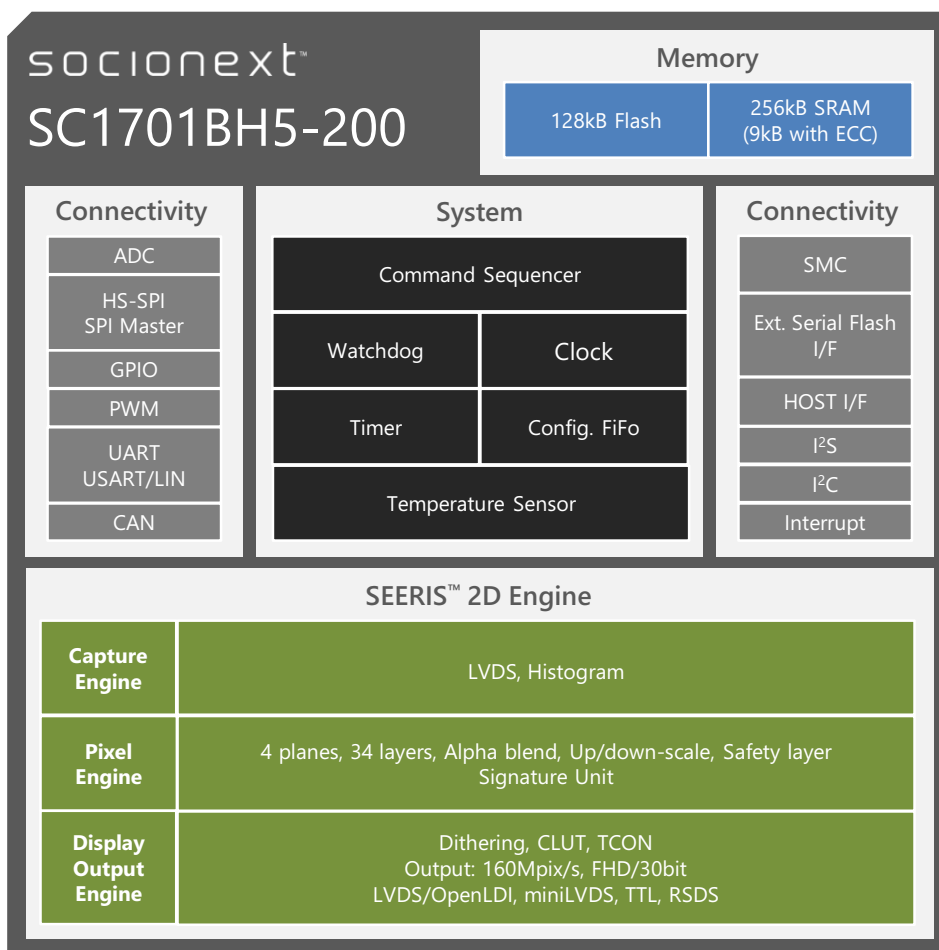 socionext™
SC1701BH5-200
Memory
128kB Flash
256kB SRAM
(9kB with ECC)
Connectivity
ADC
HS-SPI
SPI Master
GPIO
PWM
UART
USART/LIN
CAN
System
Command Sequencer
Watchdog
Clock
Timer
Config. FiFo
Temperature Sensor
Connectivity
SMC
Ext. Serial Flash
I/F
HOST I/F
I²S
I²C
Interrupt
SEERIS™ 2D Engine
Capture
Engine
LVDS, Histogram
Pixel
Engine
4 planes, 34 layers, Alpha blend, Up/down-scale, Safety layer
Signature Unit
Display
Output
Engine
Dithering, CLUT, TCON
Output: 160Mpix/s, FHD/30bit
LVDS/OpenLDI, miniLVDS, TTL, RSDS